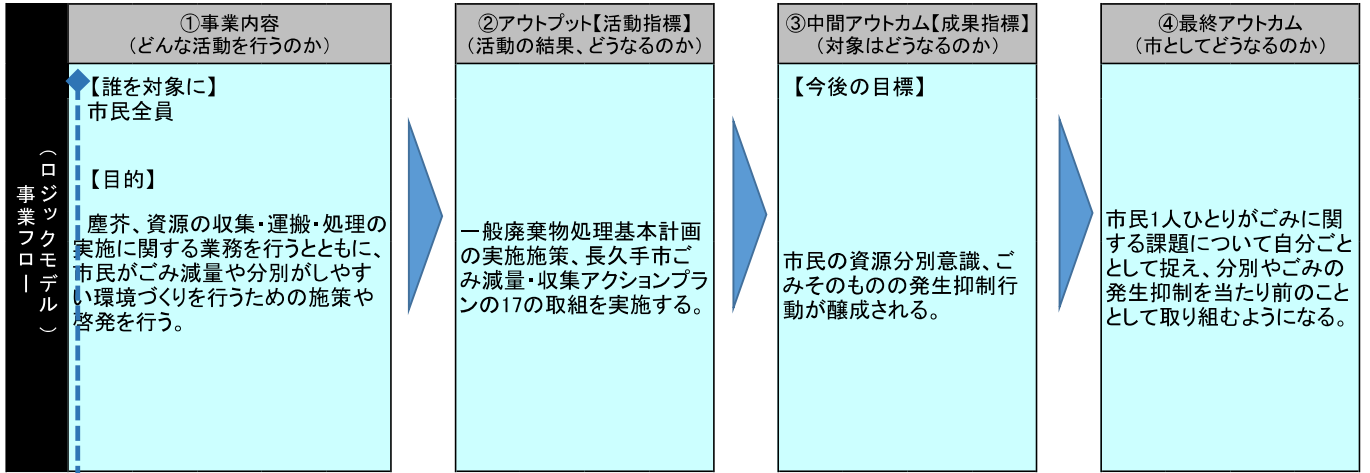 事業フロー
(ロジックモデル)
①事業内容
(どんな活動を行うのか)
【誰を対象に】
市民全員
【目的】
塵芥、資源の収集・運搬・処理の
実施に関する業務を行うとともに、
市民がごみ減量や分別がしやす
い環境づくりを行うための施策や
啓発を行う。
②アウトプット【活動指標】
(活動の結果、どうなるのか)
一般廃棄物処理基本計画
の実施施策、長久手市ご
み減量・収集アクションプラ
ンの17の取組を実施する。
③中間アウトカム【成果指標】
(対象はどうなるのか)
【今後の目標】
市民の資源分別意識、ご
みそのものの発生抑制行
動が醸成される。
④最終アウトカム
(市としてどうなるのか)
市民1人ひとりがごみに関
する課題について自分ごと
として捉え、分別やごみの
発生抑制を当たり前のこと
として取り組むようになる。